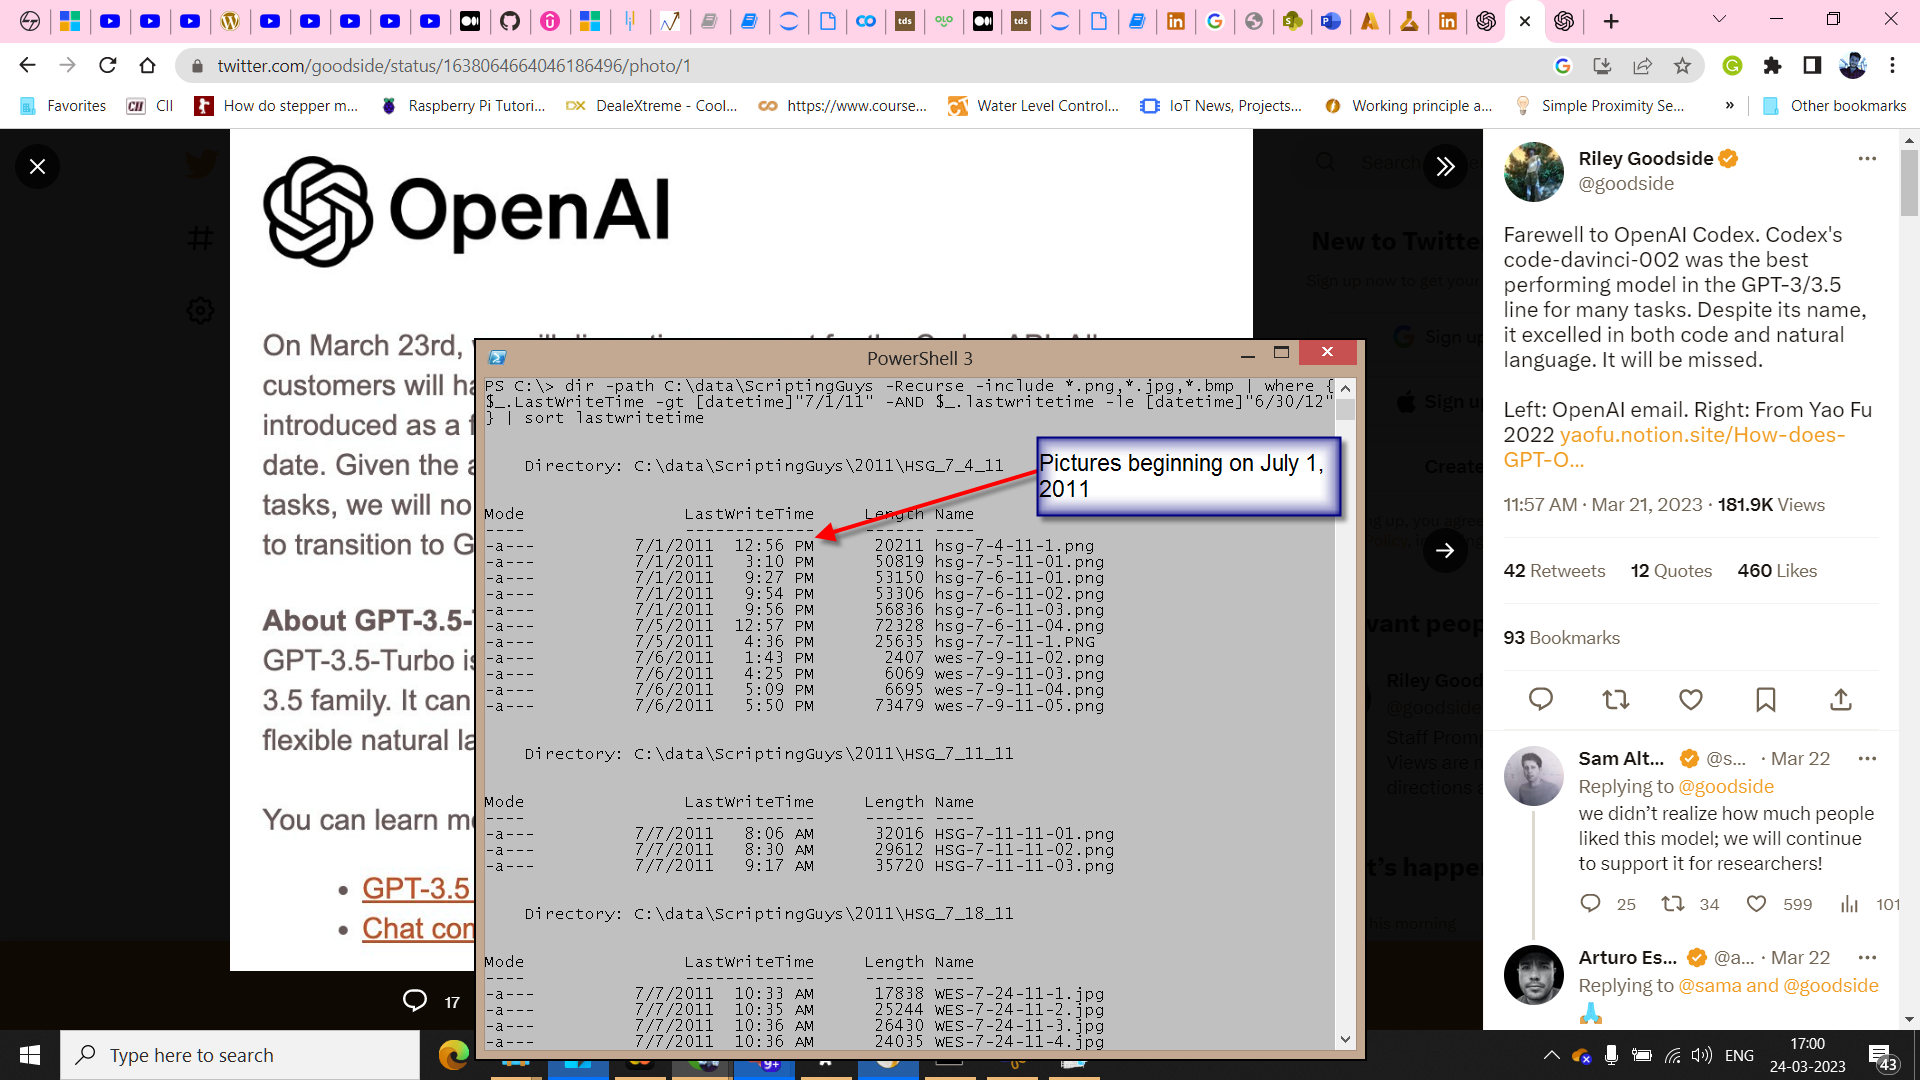 twitter.com/goodside/status/1638064664046186496/photo/1
Favorites
CII
How do stepper m...
Raspberry Pi Tutori...
DealeXtreme - Cool...
https://www.course...
Water Level Control...
IoT News, Projects...
Working principle a...
Simple Proximity Se...
»
Other bookmarks
OpenAI
On March 23rd,
customers will
introduced as a
date. Given the
tasks, we will no
to transition to
About GPT-3.5-
GPT-3.5-Turbo
3.5 family. It can
flexible natural
You can learn
• GPT-3.5
• Chat
17
PowerShell 3
PS C:\> dir -path C:\data\ScriptingGuys -Recurse -include *.png,*.jpg,*.bmp | where {
$_.LastWriteTime -gt [datetime]"7/1/11" -AND $_.lastwritetime -le [datetime]"6/30/12"
} | sort lastwritetime
Directory: C:\data\ScriptingGuys\2011\HSG_7_4_11
Pictures beginning on July 1,
2011
Mode LastWriteTime Length Name
---- ------------- ------ ----
-a--- 7/1/2011 12:56 PM 20211 hsg-7-4-11-1.png
-a--- 7/1/2011 3:10 PM 50819 hsg-7-5-11-01.png
-a--- 7/1/2011 9:27 PM 53150 hsg-7-6-11-01.png
-a--- 7/1/2011 9:54 PM 53306 hsg-7-6-11-02.png
-a--- 7/1/2011 9:56 PM 56836 hsg-7-6-11-03.png
-a--- 7/5/2011 12:57 PM 72328 hsg-7-6-11-04.png
-a--- 7/5/2011 4:36 PM 25635 hsg-7-7-11-1.PNG
-a--- 7/6/2011 1:43 PM 2407 wes-7-9-11-02.png
-a--- 7/6/2011 4:25 PM 6069 wes-7-9-11-03.png
-a--- 7/6/2011 5:09 PM 6695 wes-7-9-11-04.png
-a--- 7/6/2011 5:50 PM 73479 wes-7-9-11-05.png
Directory: C:\data\ScriptingGuys\2011\HSG_7_11_11
Mode LastWriteTime Length Name
---- ------------- ------ ----
-a--- 7/7/2011 8:06 AM 32016 HSG-7-11-11-01.png
-a--- 7/7/2011 8:30 AM 29612 HSG-7-11-11-02.png
-a--- 7/7/2011 9:17 AM 35720 HSG-7-11-11-03.png
Directory: C:\data\ScriptingGuys\2011\HSG_7_18_11
Mode LastWriteTime Length Name
---- ------------- ------ ----
-a--- 7/7/2011 10:33 AM 17838 WES-7-24-11-1.jpg
-a--- 7/7/2011 10:35 AM 25244 WES-7-24-11-2.jpg
-a--- 7/7/2011 10:36 AM 26430 WES-7-24-11-3.jpg
-a--- 7/7/2011 10:36 AM 24035 WES-7-24-11-4.jpg
New to Twitte
Sign up now to get your
Sign up
Sign u
Create
Riley Good
@goodside
Staff Prom
Views are
directions
Riley Goodside
@goodside
Farewell to OpenAI Codex. Codex's
code-davinci-002 was the best
performing model in the GPT-3/3.5
line for many tasks. Despite its name,
it excelled in both code and natural
language. It will be missed.
Left: OpenAI email. Right: From Yao Fu
2022 yaofu.notion.site/How-does-
GPT-O...
11:57 AM · Mar 21, 2023 · 181.9K Views
42 Retweets 12 Quotes 460 Likes
93 Bookmarks
Sam Alt... @s... · Mar 22
Replying to @goodside
we didn't realize how much people
liked this model; we will continue
to support it for researchers!
25 34 599 101
Arturo Es... @a... · Mar 22
Replying to @sama and @goodside
🙏
Type here to search
ENG
17:00
24-03-2023
43